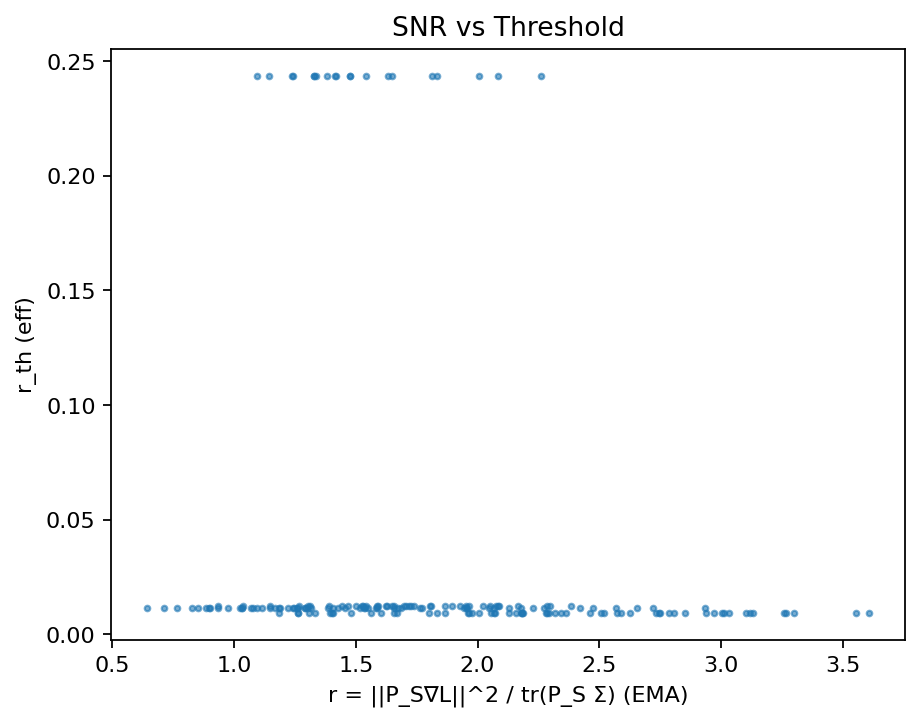 SNR vs Threshold
0.25
0.20
0.15
0.10
0.05
0.00
r_th (eff)
0.5 1.0 1.5 2.0 2.5 3.0 3.5
r = ||P_S∇L||^2 / tr(P_S Σ) (EMA)